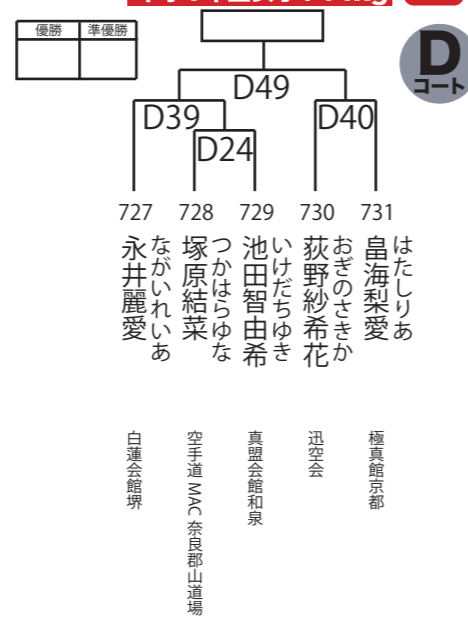 優勝
準優勝
D
コート
D49
D39
D40
D24
727
728
729
730
731
永井麗愛
ながいれいあ
塚原結菜
つかはらゆな
池田智由希
いけだちゆき
荻野紗希花
おぎのさきか
畠海梨愛
はたしりあ
白蓮会館堺
空手道 MAC 奈良郡山道場
真盟会館和泉
迅空会
極真館京都